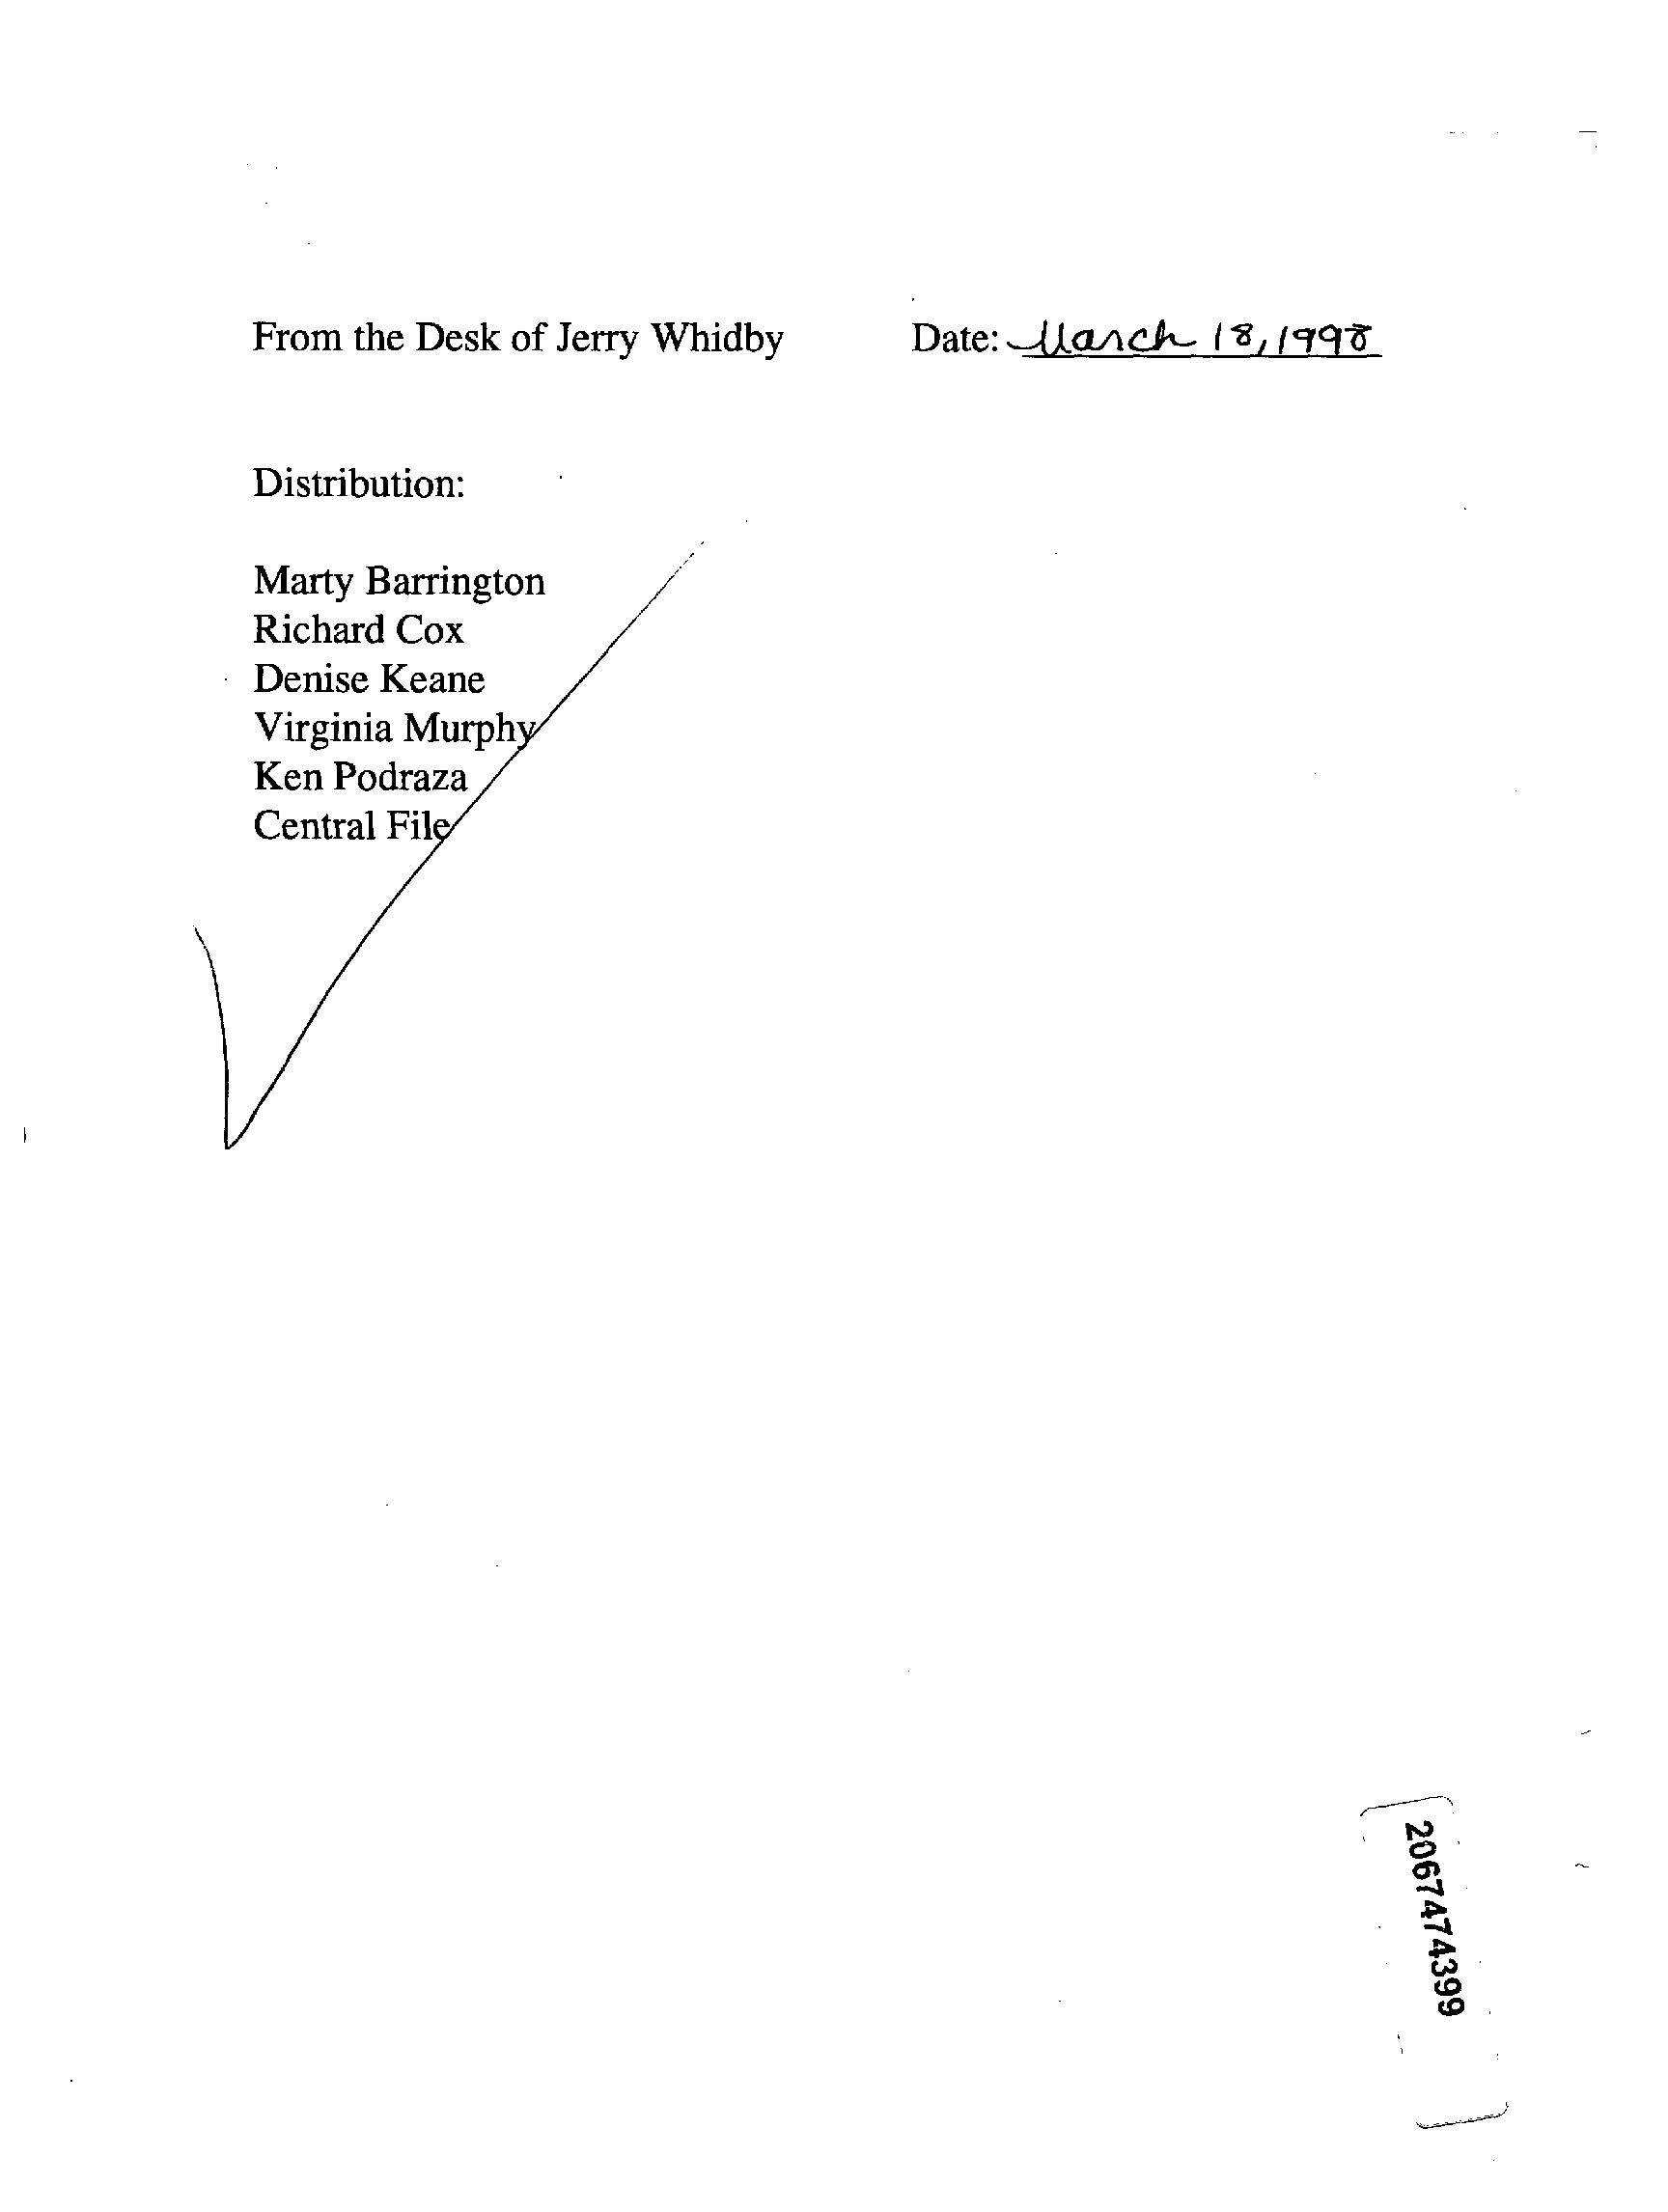 From the Desk of Jerry Whidby Date: March 18, 1998
Distribution:
Marty Barrington
Richard Cox
Denise Keane
Virginia Murphy
Ken Podraza
Central File
2067474399